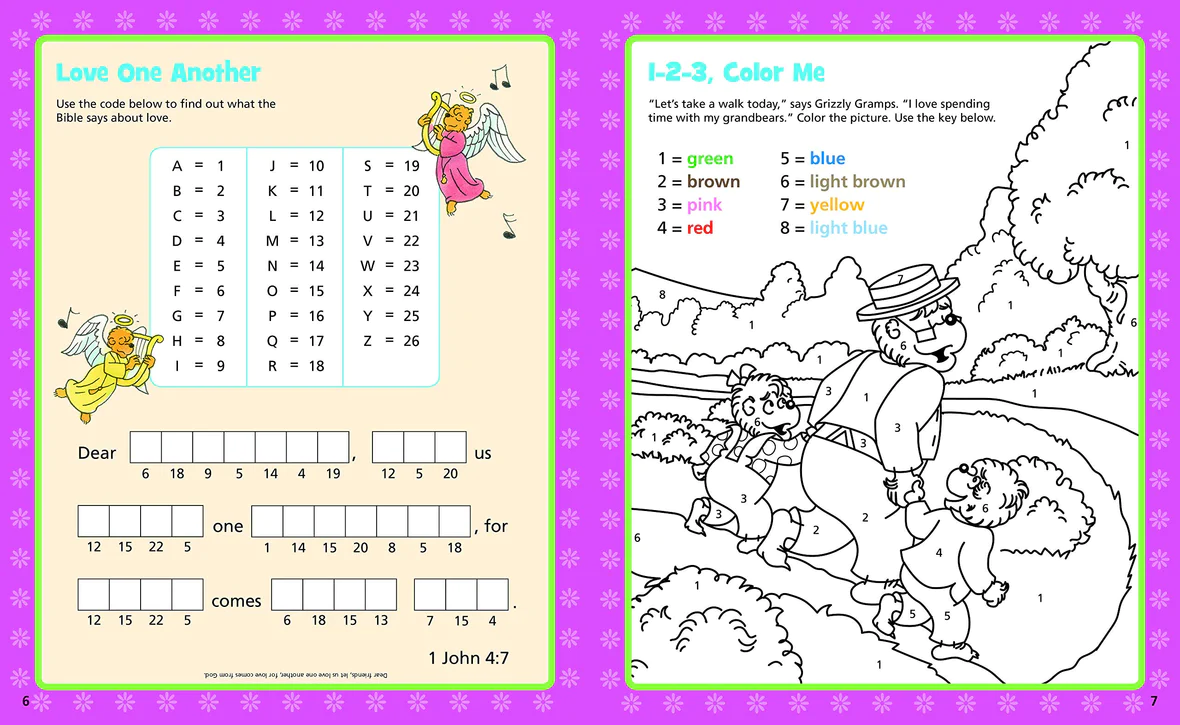 Love One Another
Use the code below to find out what the
Bible says about love.
A = 1 J = 10 S = 19
B = 2 K = 11 T = 20
C = 3 L = 12 U = 21
D = 4 M = 13 V = 22
E = 5 N = 14 W = 23
F = 6 O = 15 X = 24
G = 7 P = 16 Y = 25
H = 8 Q = 17 Z = 26
I = 9 R = 18
Dear , us
6 18 9 5 14 4 19 12 5 20
one , for
12 15 22 5 1 14 15 20 8 5 18
comes .
12 15 22 5 6 18 15 13 7 15 4
1 John 4:7
Dear friends, let us love one another, for love comes from God.
6
1-2-3, Color Me
“Let’s take a walk today,” says Grizzly Gramps. “I love spending
time with my grandbears.” Color the picture. Use the key below.
1 = green 5 = blue
2 = brown 6 = light brown
3 = pink 7 = yellow
4 = red 8 = light blue
1
7
8
1
1
6
1
6
1
1
3
1
1
6
3
1
3
3
6
3
2
2
6
4
1
5
5
1
1
7